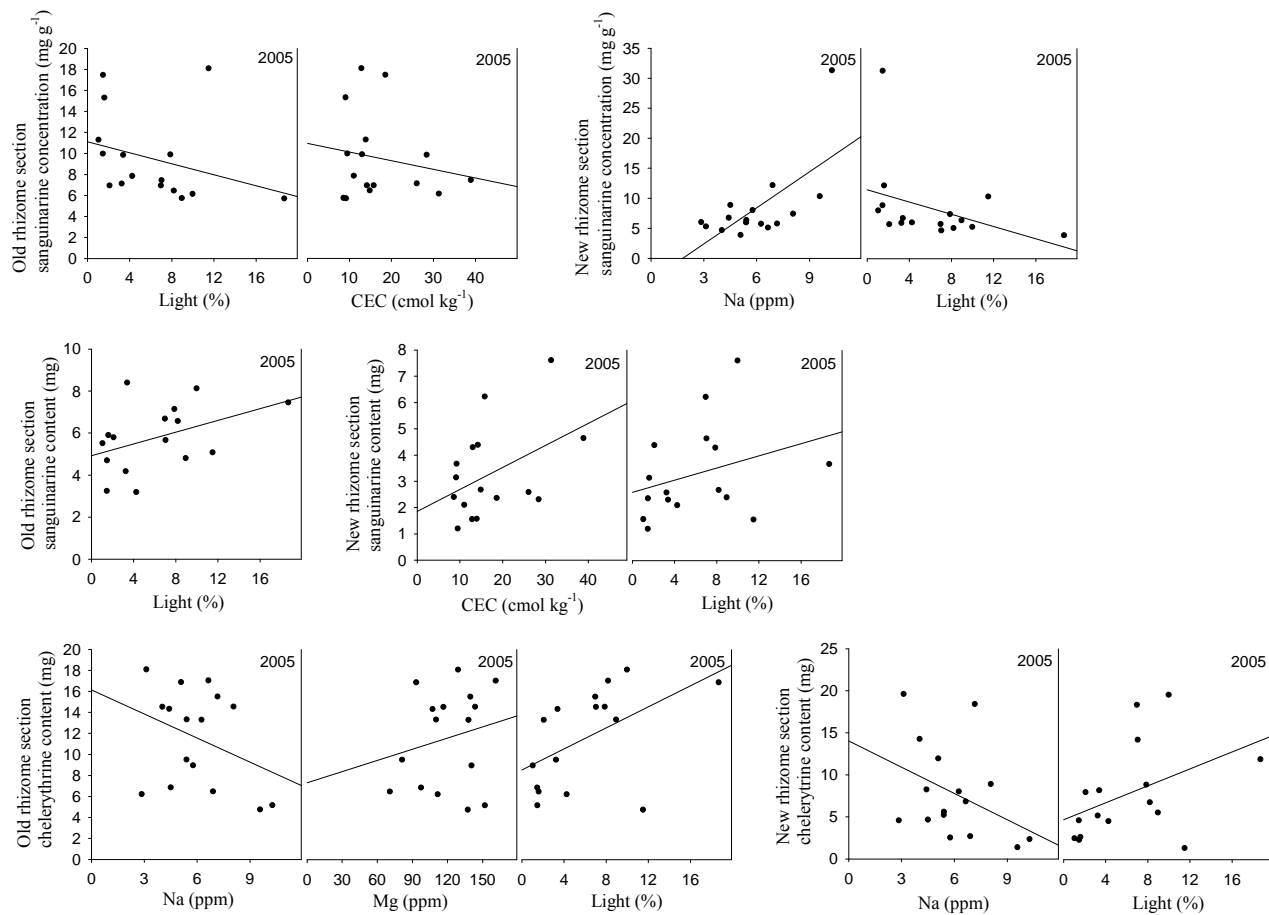 Old rhizome section
sanguinarine concentration (mg g⁻¹)
20
18
16
14
12
10
8
6
4
2
0
2005
2005
0 4 8 12 16
0 10 20 30 40
Light (%)
CEC (cmol kg⁻¹)
New rhizome section
sanguinarine concentration (mg g⁻¹)
35
30
25
20
15
10
5
0
2005
2005
0 3 6 9
0 4 8 12 16
Na (ppm)
Light (%)
Old rhizome section
sanguinarine content (mg)
10
8
6
4
2
0
2005
0 4 8 12 16
Light (%)
New rhizome section
sanguinarine content (mg)
8
7
6
5
4
3
2
1
0
2005
2005
0 10 20 30 40
0 4 8 12 16
CEC (cmol kg⁻¹)
Light (%)
Old rhizome section
chelerythrine content (mg)
20
18
16
14
12
10
8
6
4
2
0
2005
2005
2005
0 3 6 9
0 30 60 90 120 150
0 4 8 12 16
Na (ppm)
Mg (ppm)
Light (%)
New rhizome section
chelerytrine content (mg)
25
20
15
10
5
0
2005
2005
0 3 6 9
0 4 8 12 16
Na (ppm)
Light (%)